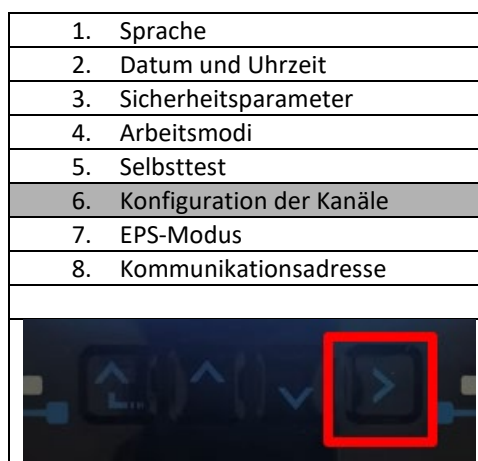 1. Sprache
2. Datum und Uhrzeit
3. Sicherheitsparameter
4. Arbeitsmodi
5. Selbsttest
6. Konfiguration der Kanäle
7. EPS-Modus
8. Kommunikationsadresse